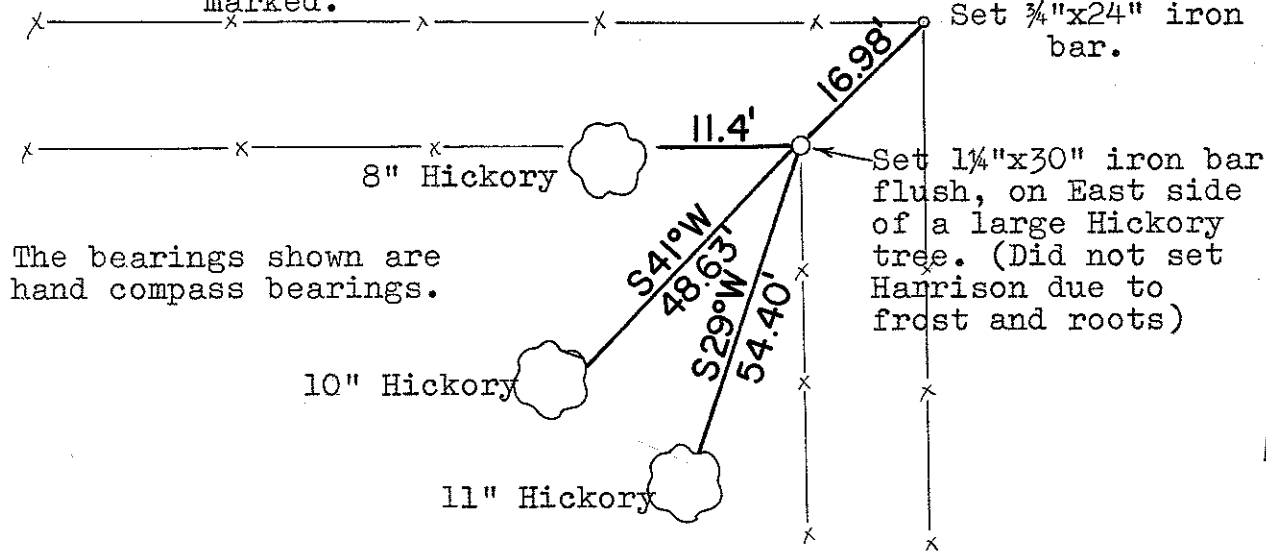 marked.
Set ¾"x24" iron
bar.
16.98'
11.4'
8" Hickory
Set 1¼"x30" iron bar
flush, on East side
of a large Hickory
tree. (Did not set
Harrison due to
frost and roots)
The bearings shown are
hand compass bearings.
S41°W
48.63'
S29°W
54.40'
10" Hickory
11" Hickory